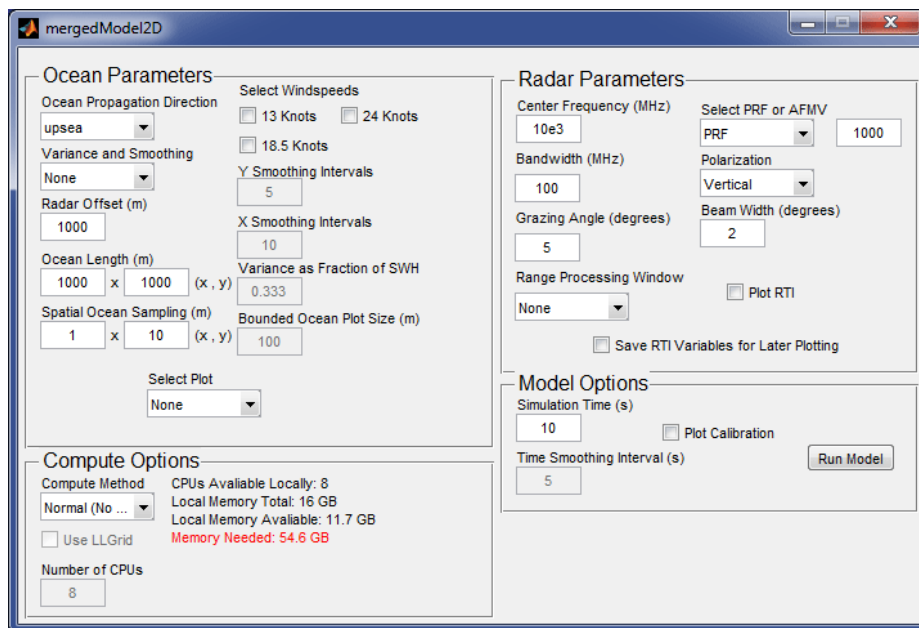 mergedModel2D
Ocean Parameters
Ocean Propagation Direction
upsea
Variance and Smoothing
None
Radar Offset (m)
1000
Ocean Length (m)
1000 x 1000 (x , y)
Spatial Ocean Sampling (m)
1 x 10 (x , y)
Select Windspeeds
13 Knots 24 Knots
18.5 Knots
Y Smoothing Intervals
5
X Smoothing Intervals
10
Variance as Fraction of SWH
0.333
Bounded Ocean Plot Size (m)
100
Select Plot
None
Compute Options
Compute Method
Normal (No ...
Use LLGrid
Number of CPUs
8
CPUs Available Locally: 8
Local Memory Total: 16 GB
Local Memory Avaliable: 11.7 GB
Memory Needed: 54.6 GB
Radar Parameters
Center Frequency (MHz)
10e3
Bandwidth (MHz)
100
Grazing Angle (degrees)
5
Range Processing Window
None
Select PRF or AFMV
PRF 1000
Polarization
Vertical
Beam Width (degrees)
2
Plot RTI
Save RTI Variables for Later Plotting
Model Options
Simulation Time (s)
10
Plot Calibration
Time Smoothing Interval (s)
5
Run Model